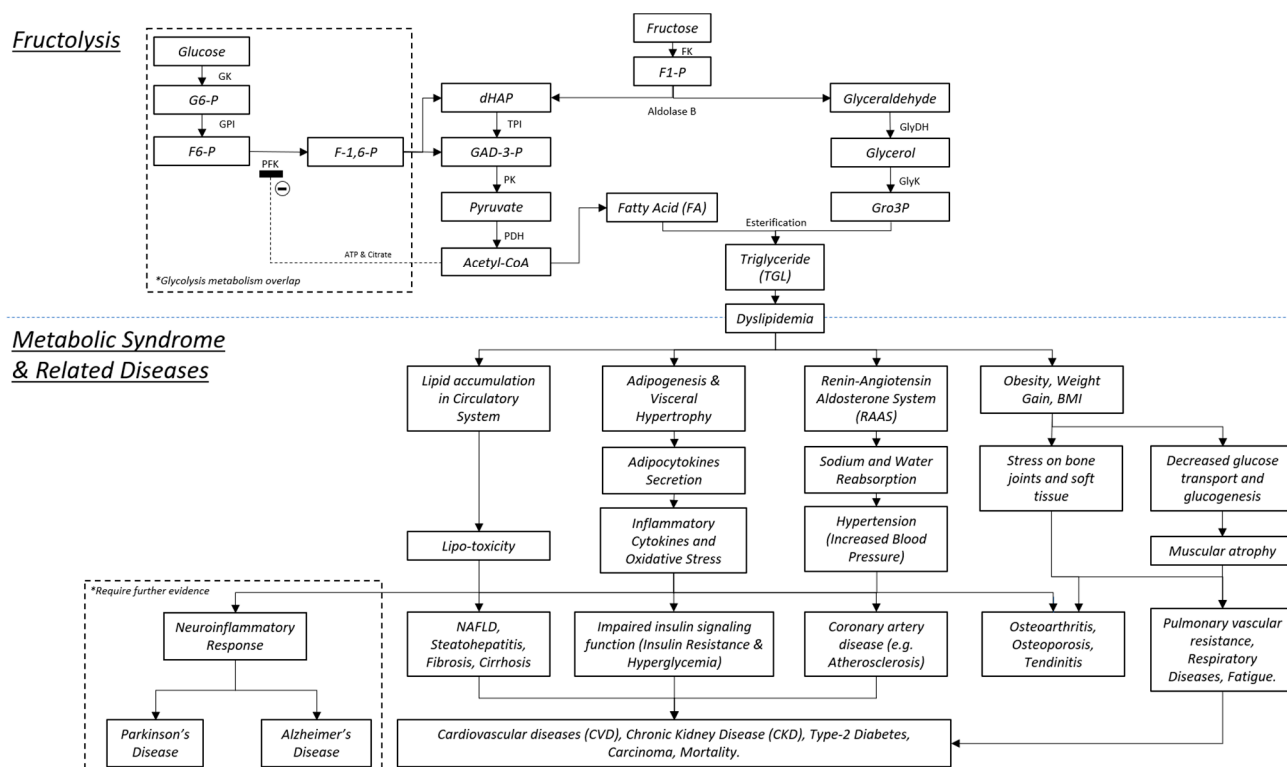 Fructolysis
Glucose
GK
G6-P
GPI
F6-P
PFK
F-1,6-P
*Glycolysis metabolism overlap
Fructose
FK
F1-P
Aldolase B
dHAP
TPI
GAD-3-P
PK
Pyruvate
PDH
Acetyl-CoA
ATP & Citrate
Glyceraldehyde
GlyDH
Glycerol
GlyK
Gro3P
Fatty Acid (FA)
Esterification
Triglyceride
(TGL)
Dyslipidemia
Metabolic Syndrome
& Related Diseases
Lipid accumulation
in Circulatory
System
Adipogenesis &
Visceral
Hypertrophy
Renin-Angiotensin
Aldosterone System
(RAAS)
Obesity, Weight
Gain, BMI
Adipocytokines
Secretion
Sodium and Water
Reabsorption
Stress on bone
joints and soft
tissue
Decreased glucose
transport and
glucogenesis
Lipo-toxicity
Inflammatory
Cytokines and
Oxidative Stress
Hypertension
(Increased Blood
Pressure)
Muscular atrophy
*Require further evidence
Neuroinflammatory
Response
NAFLD,
Steatohepatitis,
Fibrosis, Cirrhosis
Impaired insulin signaling
function (Insulin Resistance
& Hyperglycemia)
Coronary artery
disease (e.g.
Atherosclerosis)
Osteoarthritis,
Osteoporosis,
Tendinitis
Pulmonary vascular
resistance,
Respiratory
Diseases, Fatigue.
Parkinson's
Disease
Alzheimer's
Disease
Cardiovascular diseases (CVD), Chronic Kidney Disease (CKD), Type-2 Diabetes,
Carcinoma, Mortality.